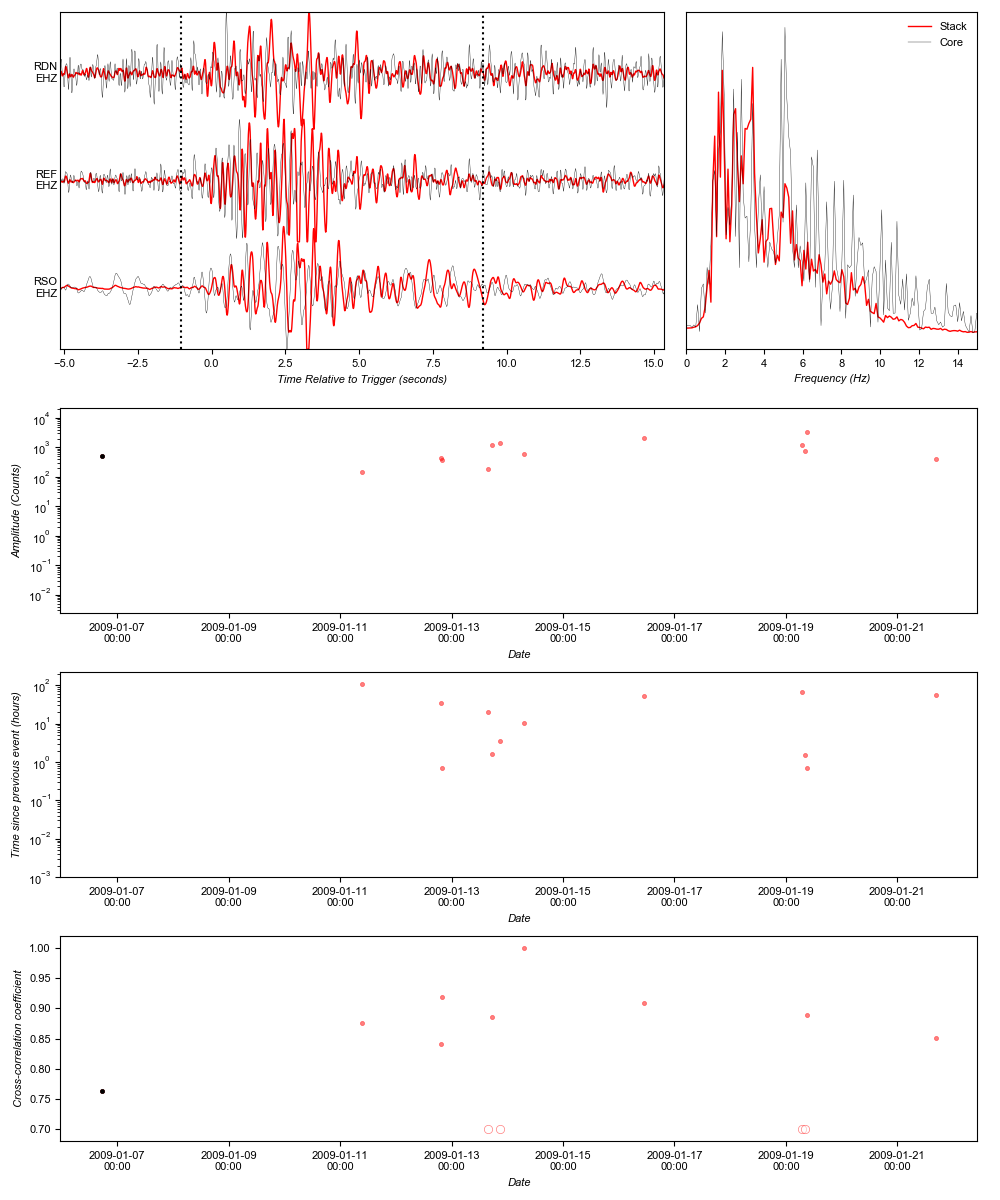 RDN
EHZ
REF
EHZ
RSO
EHZ
−5.0 −2.5 0.0 2.5 5.0 7.5 10.0 12.5 15.0
Time Relative to Trigger (seconds)
Stack
Core
0 2 4 6 8 10 12 14
Frequency (Hz)
Amplitude (Counts)
10^4
10^3
10^2
10^1
10^0
10^−1
10^−2
2009-01-07 2009-01-09 2009-01-11 2009-01-13 2009-01-15 2009-01-17 2009-01-19 2009-01-21
00:00 00:00 00:00 00:00 00:00 00:00 00:00 00:00
Date
Time since previous event (hours)
10^2
10^1
10^0
10^−1
10^−2
10^−3
2009-01-07 2009-01-09 2009-01-11 2009-01-13 2009-01-15 2009-01-17 2009-01-19 2009-01-21
00:00 00:00 00:00 00:00 00:00 00:00 00:00 00:00
Date
Cross-correlation coefficient
1.00
0.95
0.90
0.85
0.80
0.75
0.70
2009-01-07 2009-01-09 2009-01-11 2009-01-13 2009-01-15 2009-01-17 2009-01-19 2009-01-21
00:00 00:00 00:00 00:00 00:00 00:00 00:00 00:00
Date